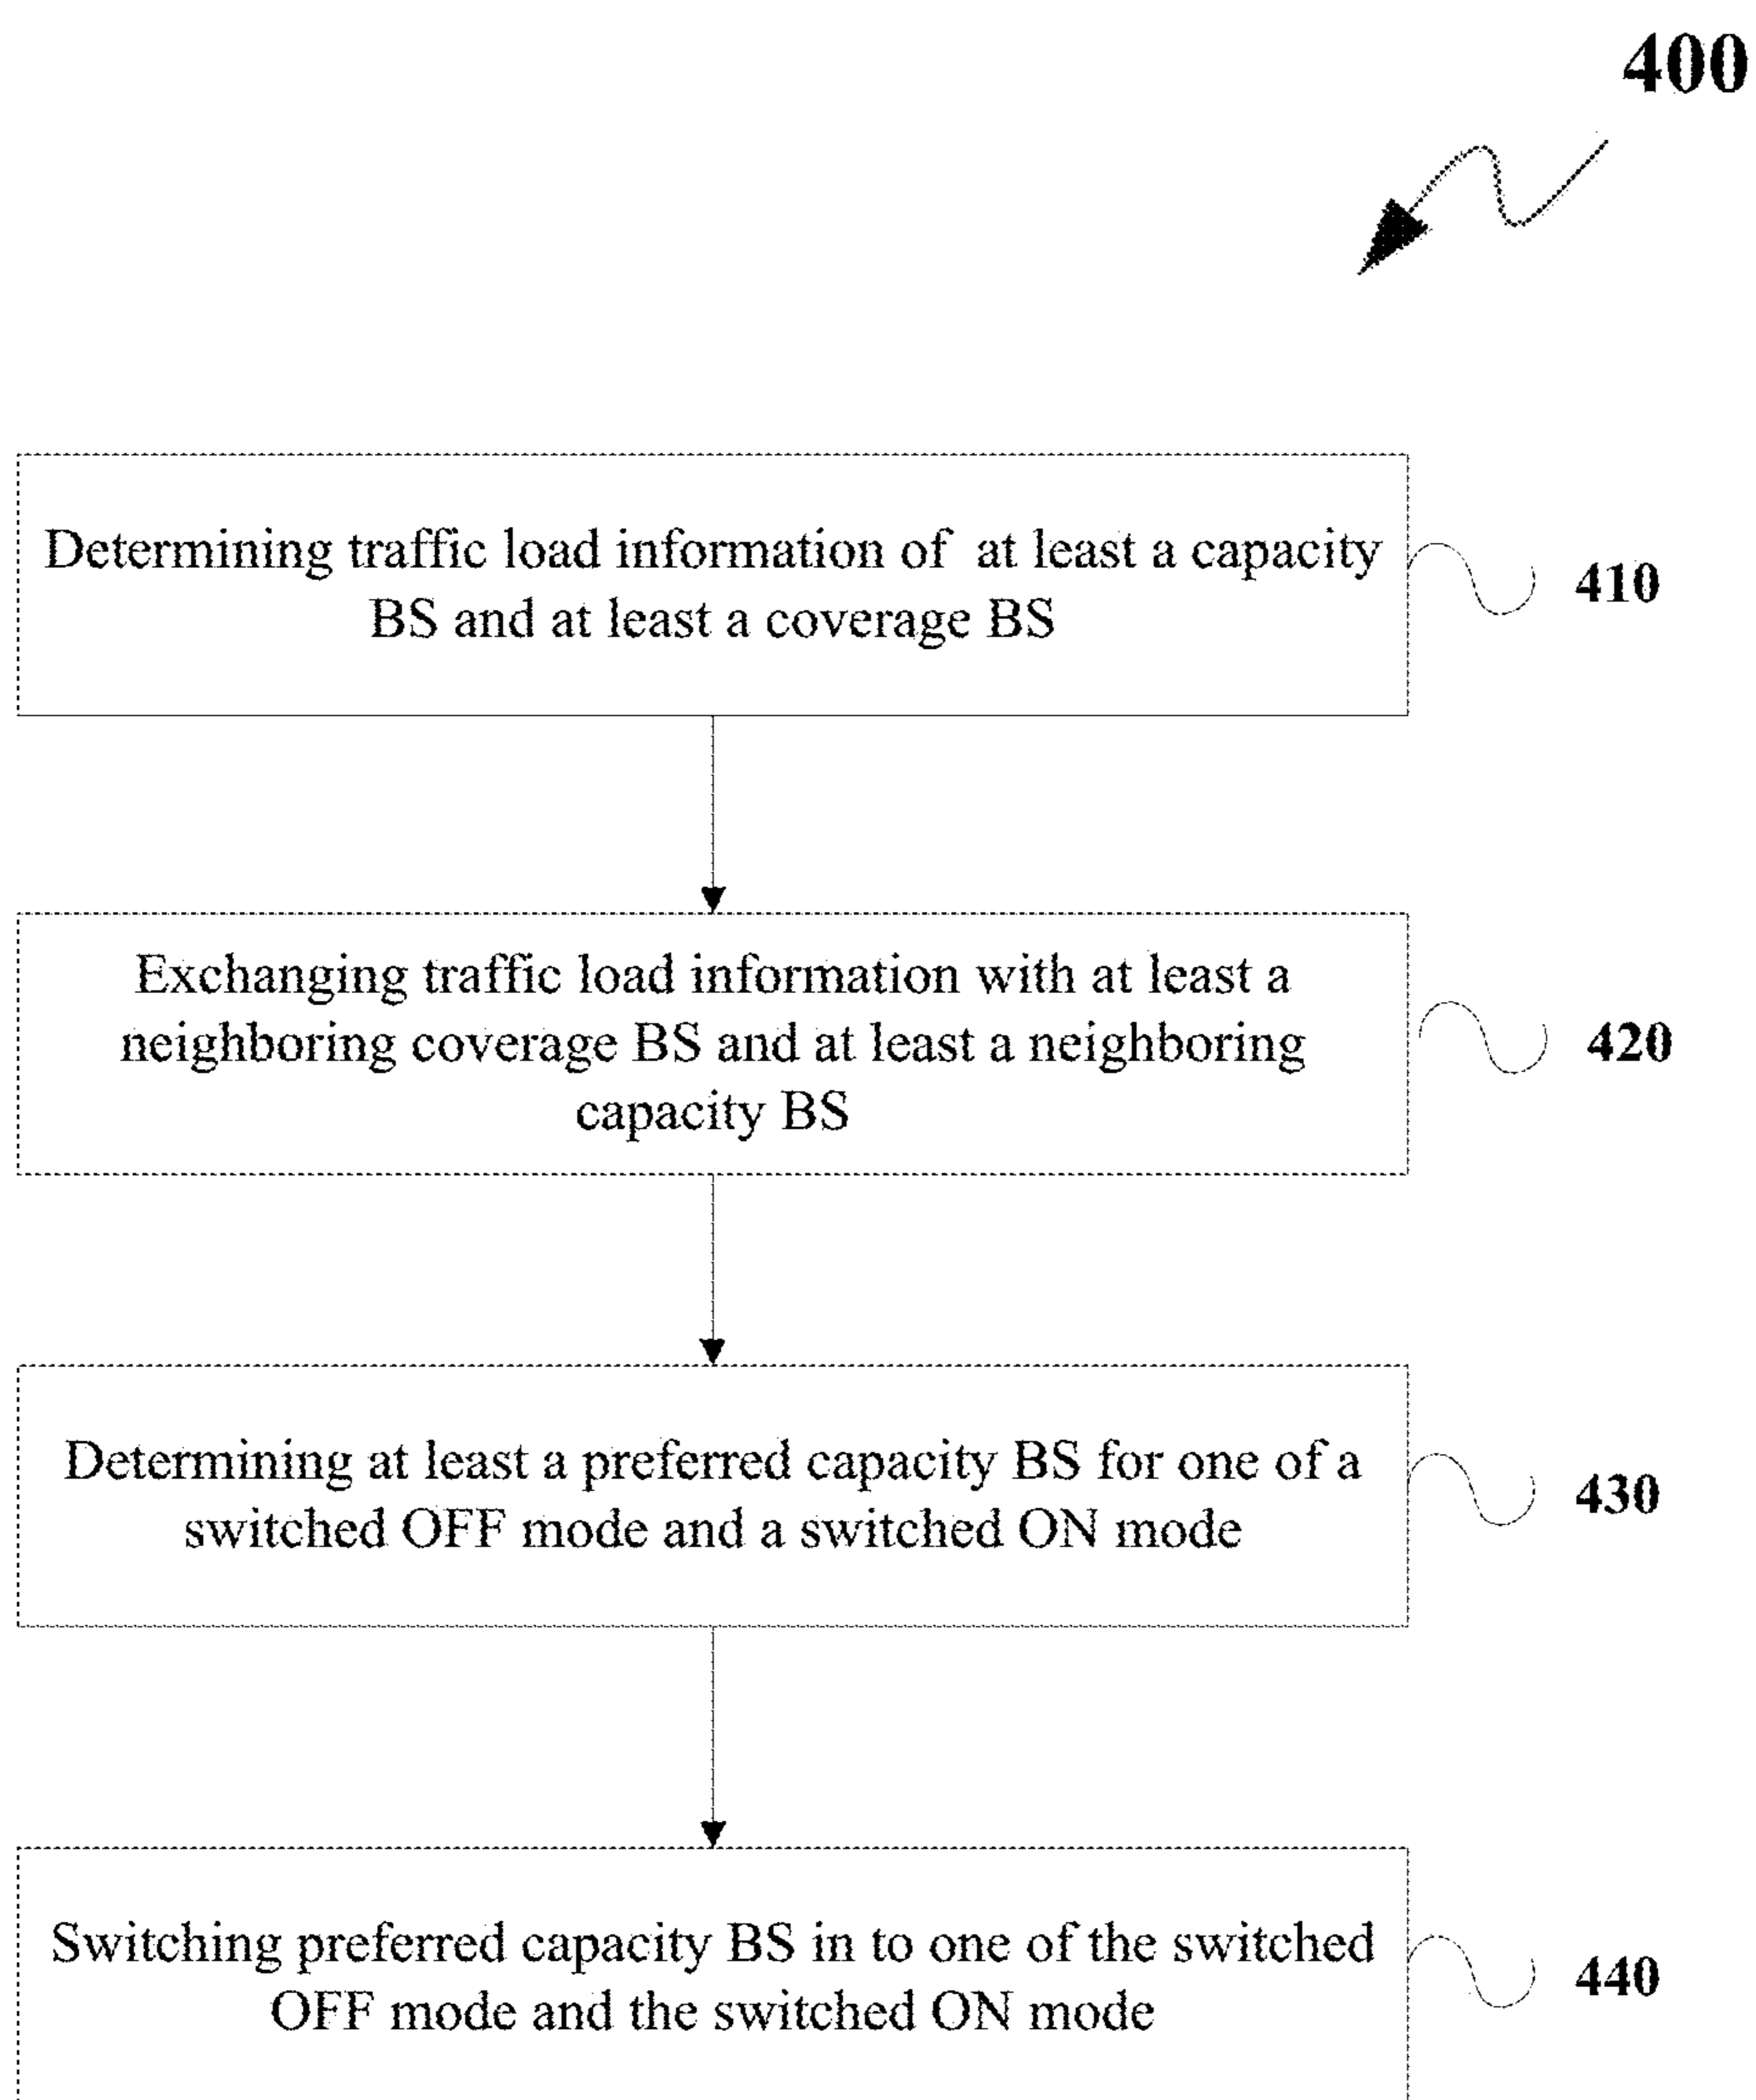 400
Determining traffic load information of at least a capacity
BS and at least a coverage BS
410
Exchanging traffic load information with at least a
neighboring coverage BS and at least a neighboring
capacity BS
420
Determining at least a preferred capacity BS for one of a
switched OFF mode and a switched ON mode
430
Switching preferred capacity BS in to one of the switched
OFF mode and the switched ON mode
440